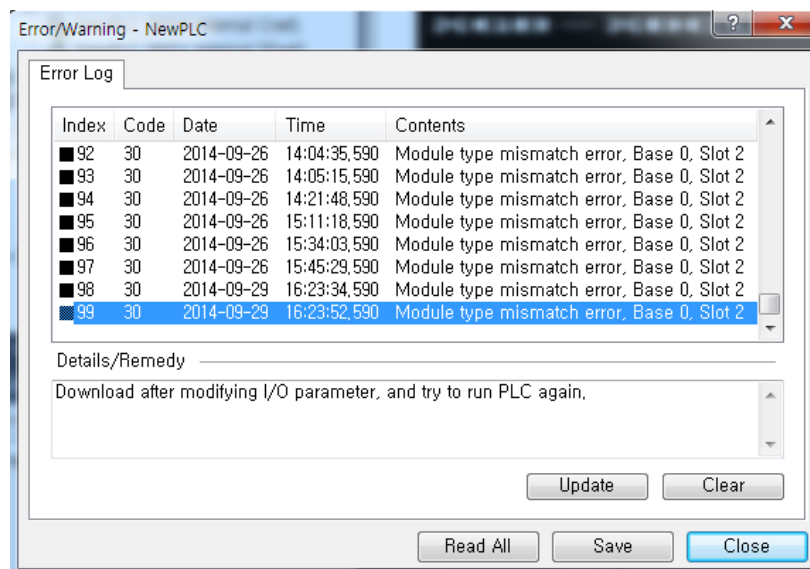 Error/Warning - NewPLC
Error Log
Index Code Date Time Contents
92 30 2014-09-26 14:04:35,590 Module type mismatch error, Base 0, Slot 2
93 30 2014-09-26 14:05:15,590 Module type mismatch error, Base 0, Slot 2
94 30 2014-09-26 14:21:48,590 Module type mismatch error, Base 0, Slot 2
95 30 2014-09-26 15:11:18,590 Module type mismatch error, Base 0, Slot 2
96 30 2014-09-26 15:34:03,590 Module type mismatch error, Base 0, Slot 2
97 30 2014-09-26 15:45:29,590 Module type mismatch error, Base 0, Slot 2
98 30 2014-09-29 16:23:34,590 Module type mismatch error, Base 0, Slot 2
99 30 2014-09-29 16:23:52,590 Module type mismatch error, Base 0, Slot 2
Details/Remedy
Download after modifying I/O parameter, and try to run PLC again,
Update Clear
Read All Save Close